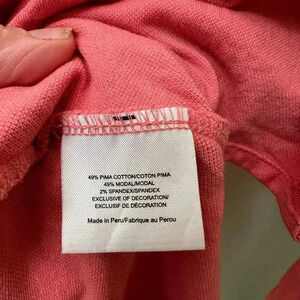 49% PIMA COTTON/COTON PIMA
49% MODAL/MODAL
2% SPANDEX/SPANDEX
EXCLUSIVE OF DECORATION/
EXCLUSIF DE DÉCORATION
Made in Peru/Fabrique au Perou